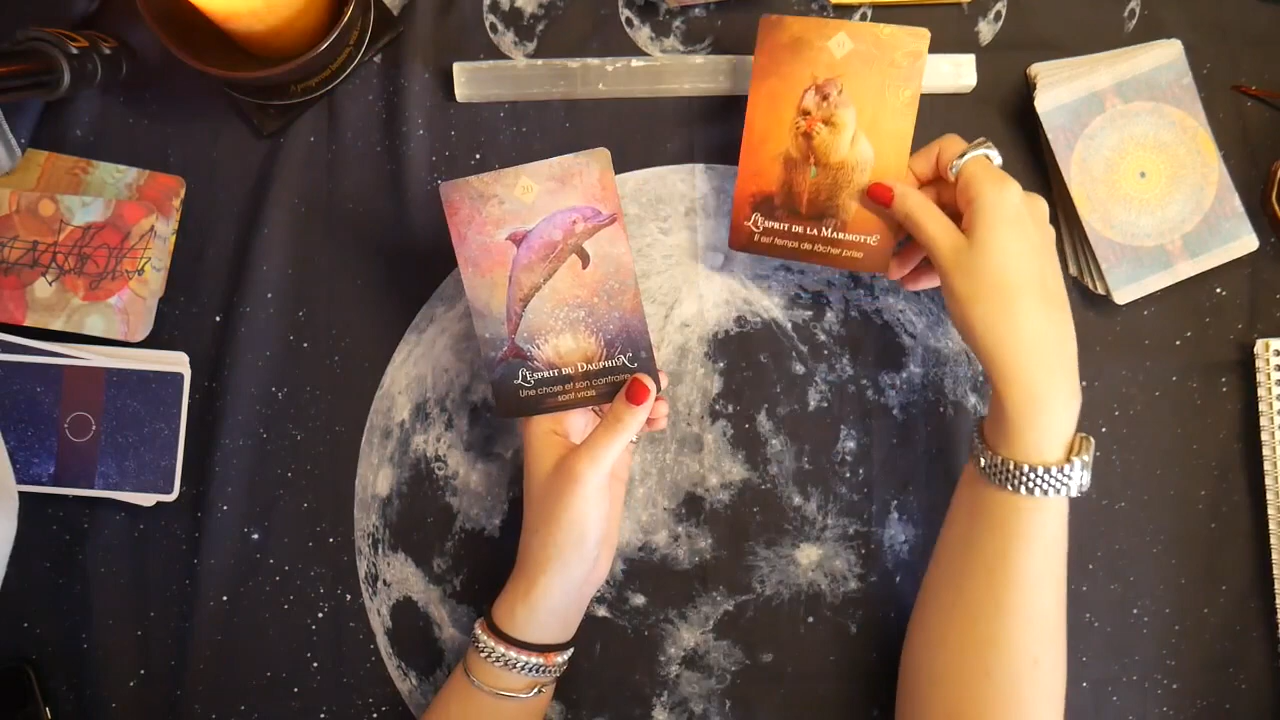 20
L'Esprit du Dauphin
Une chose et son contraire
sont vrais
9
L'Esprit de la Marmotte
Il est temps de lâcher prise